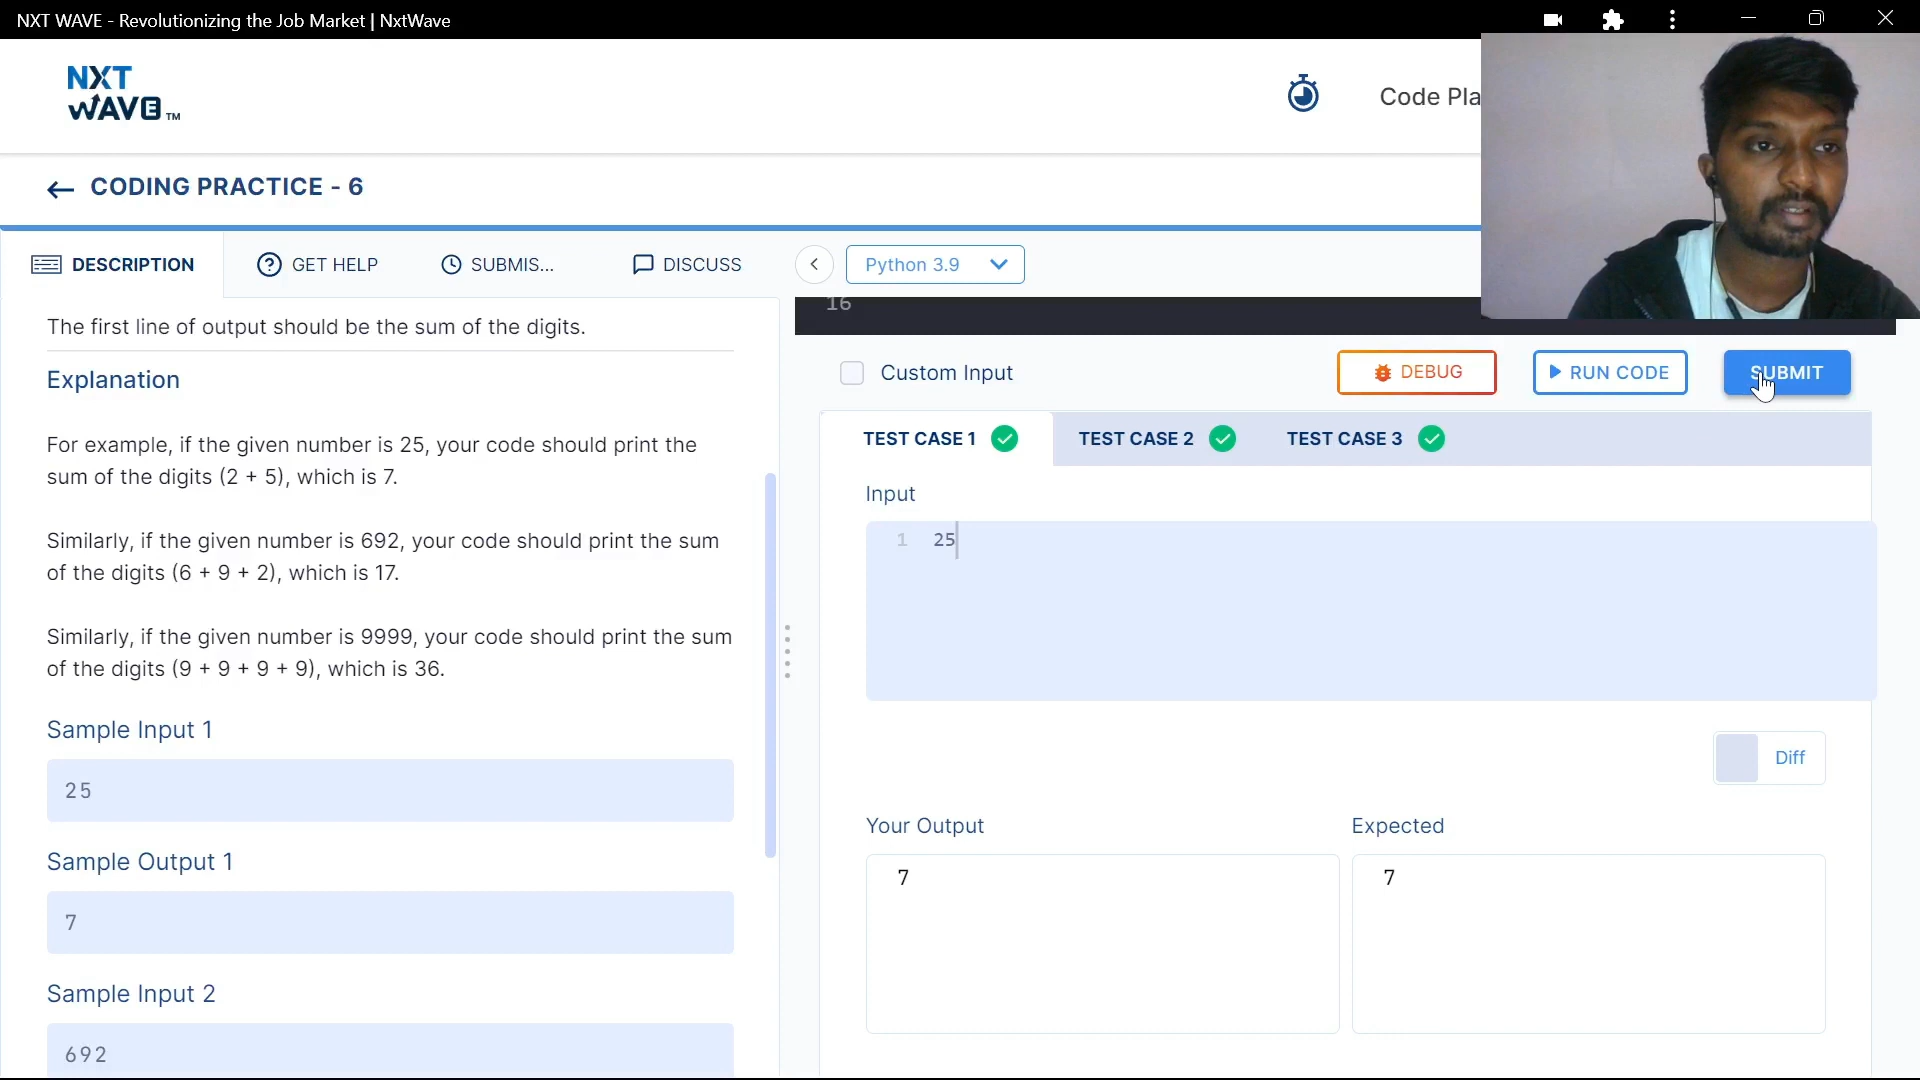 NXT WAVE - Revolutionizing the Job Market | NxtWave
NXT
WAVE TM
Code Pla
CODING PRACTICE - 6
DESCRIPTION
GET HELP
SUBMIS...
DISCUSS
Python 3.9
16
The first line of output should be the sum of the digits.
Explanation
For example, if the given number is 25, your code should print the
sum of the digits (2 + 5), which is 7.
Similarly, if the given number is 692, your code should print the sum
of the digits (6 + 9 + 2), which is 17.
Similarly, if the given number is 9999, your code should print the sum
of the digits (9 + 9 + 9 + 9), which is 36.
Sample Input 1
25
Sample Output 1
7
Sample Input 2
692
Custom Input
DEBUG
RUN CODE
SUBMIT
TEST CASE 1
TEST CASE 2
TEST CASE 3
Input
1 25
Diff
Your Output
Expected
7
7